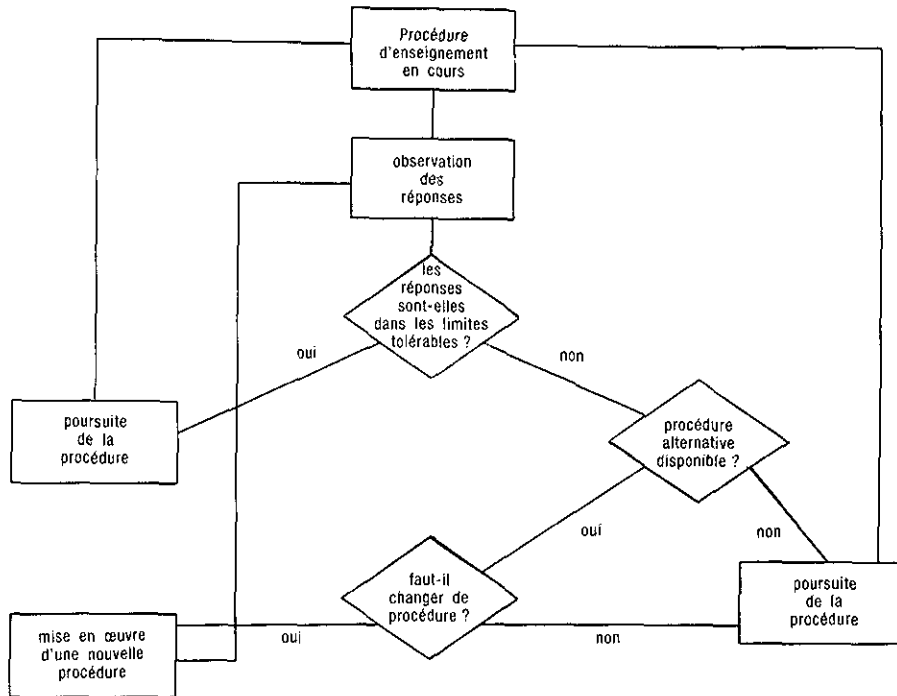 Procédure
d'enseignement
en cours
observation
des
réponses
les
réponses
sont-elles
dans les limites
tolérables ?
oui
non
poursuite
de la
procédure
procédure
alternative
disponible ?
oui
non
faut-il
changer de
procédure ?
poursuite
de la
procédure
mise en œuvre
d'une nouvelle
procédure
oui
non